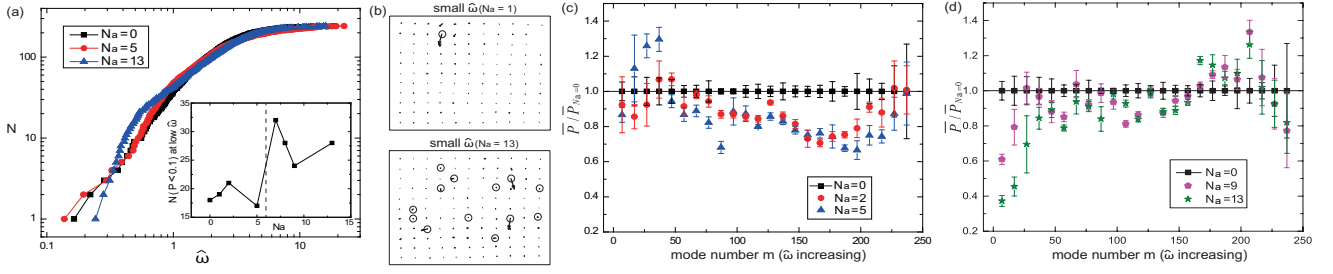 (a)
Na=0
Na=5
Na=13
N
100
10
1
0.1
1
10
ω̂
N(P<0.1) at low ω̂
35
30
25
20
15
0
5
10
15
Na
(b)
small ω̂(Na = 1)
small ω̂(Na = 13)
(c)
P̅ / P̅Na=0
1.4
1.2
1.0
0.8
0.6
0.4
0.2
0
50
100
150
200
250
mode number m (ω̂ increasing)
Na=0
Na=2
Na=5
(d)
P̅ / P̅Na=0
1.4
1.2
1.0
0.8
0.6
0.4
0.2
0
50
100
150
200
250
mode number m (ω̂ increasing)
Na=0
Na=9
Na=13